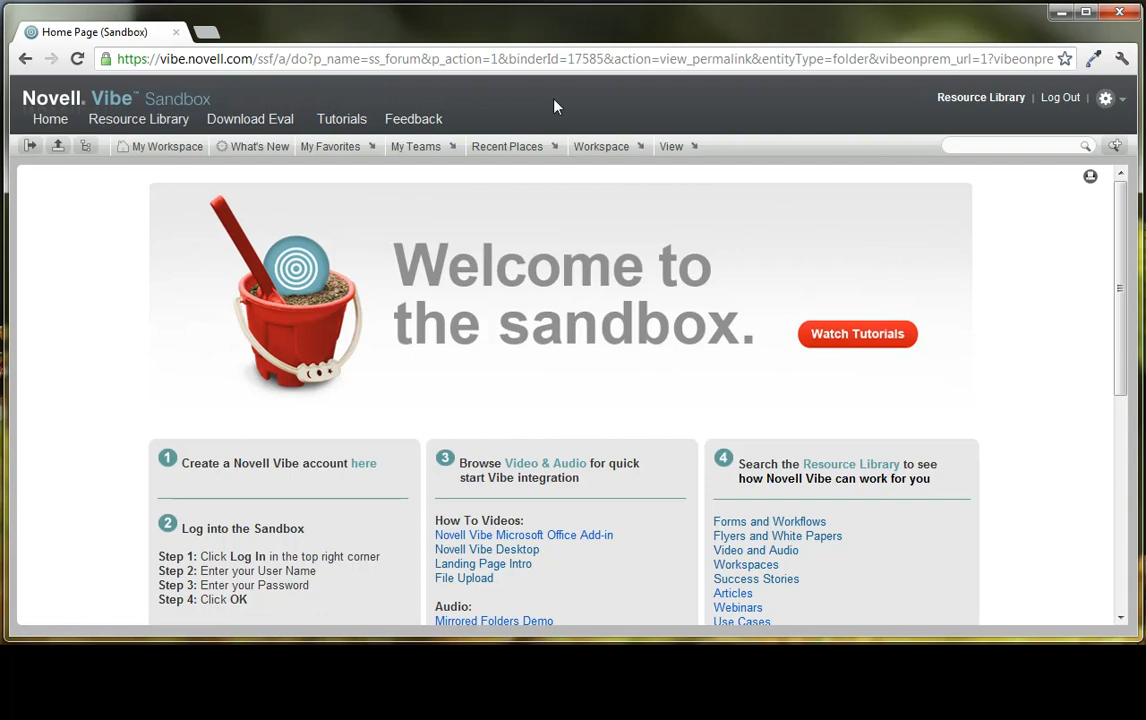 Home Page (Sandbox)
https://vibe.novell.com/ssf/a/do?p_name=ss_forum&p_action=1&binderId=17585&action=view_permalink&entityType=folder&vibeonprem_url=1?vibeonpre
Novell. Vibe™ Sandbox
Resource Library | Log Out |
Home Resource Library Download Eval Tutorials Feedback
My Workspace What's New My Favorites My Teams Recent Places Workspace View
Welcome to
the sandbox.
Watch Tutorials
1 Create a Novell Vibe account here
2 Log into the Sandbox
Step 1: Click Log In in the top right corner
Step 2: Enter your User Name
Step 3: Enter your Password
Step 4: Click OK
3 Browse Video & Audio for quick
start Vibe integration
How To Videos:
Novell Vibe Microsoft Office Add-in
Novell Vibe Desktop
Landing Page Intro
File Upload
Audio:
Mirrored Folders Demo
4 Search the Resource Library to see
how Novell Vibe can work for you
Forms and Workflows
Flyers and White Papers
Video and Audio
Workspaces
Success Stories
Articles
Webinars
Use Cases